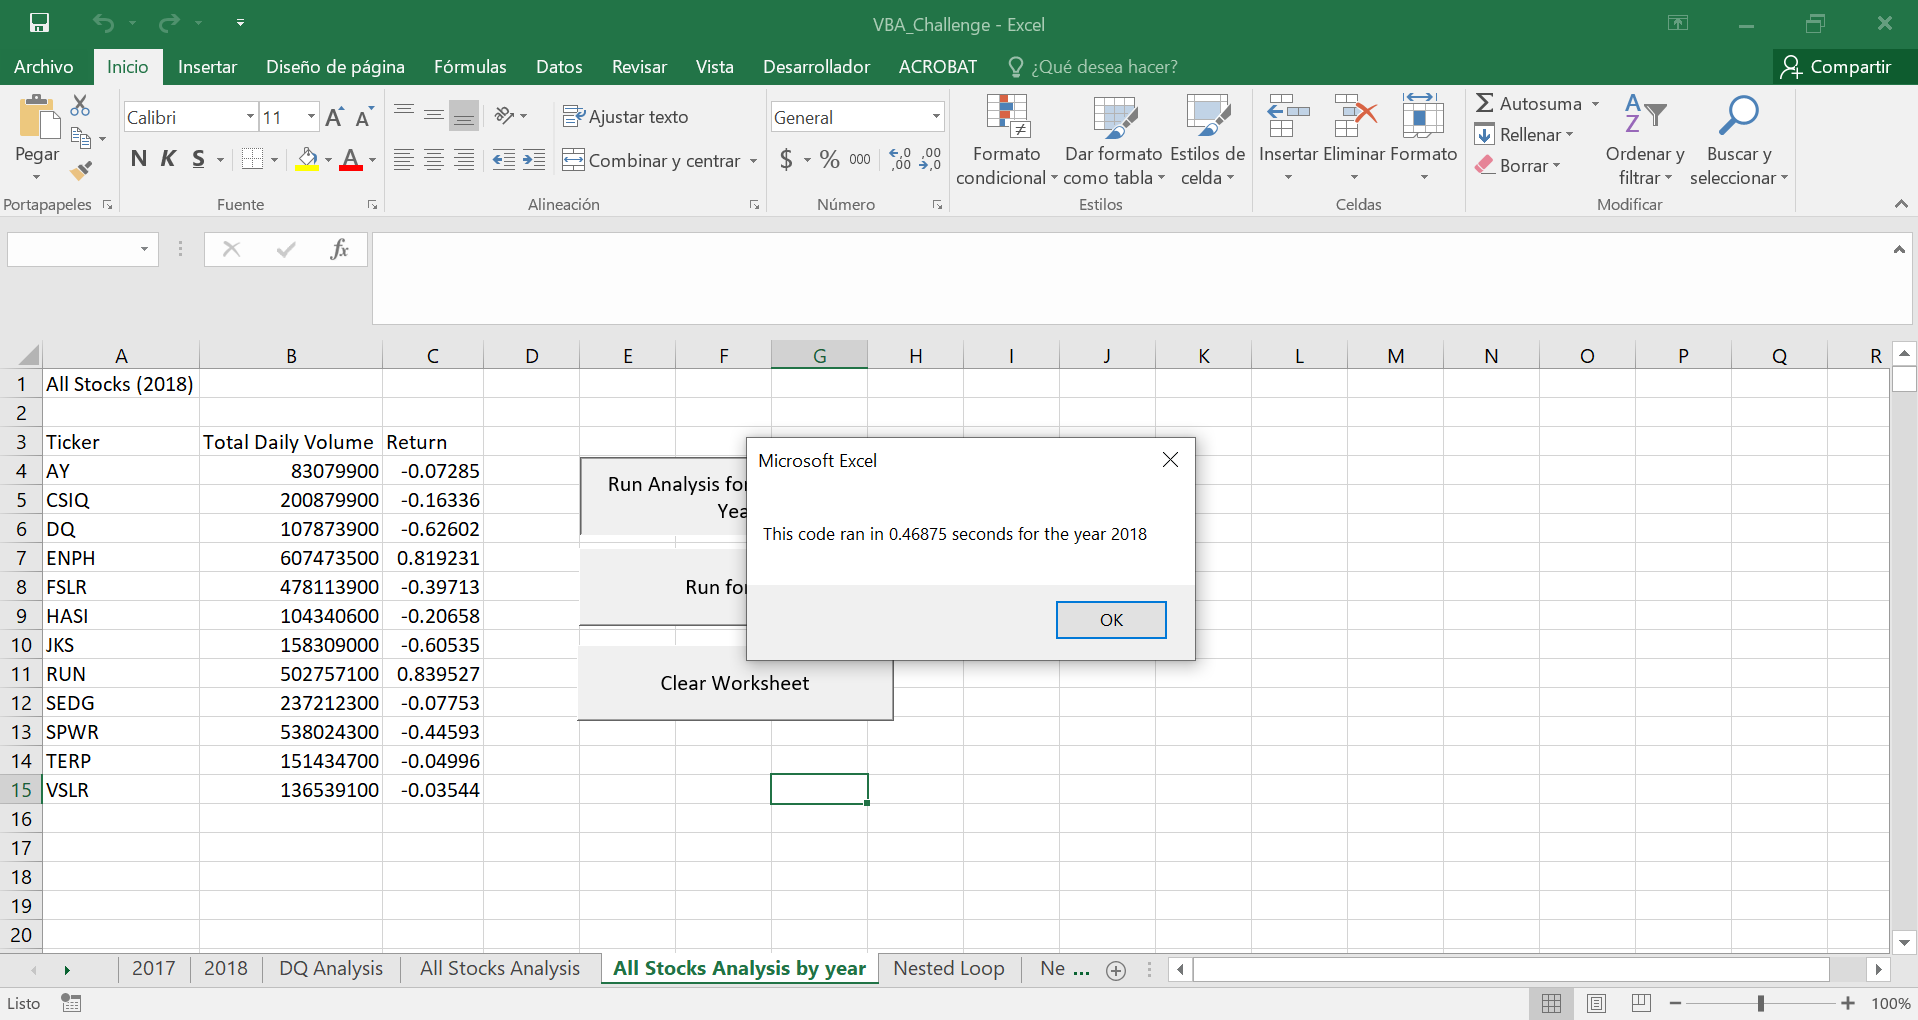 VBA_Challenge - Excel
Archivo Inicio Insertar Diseño de página Fórmulas Datos Revisar Vista Desarrollador ACROBAT ¿Qué desea hacer? Compartir
Pegar
Portapapeles
Calibri 11
N K S
Fuente
Ajustar texto
Combinar y centrar
Alineación
General
$ % 000
Número
Formato condicional
Dar formato como tabla
Estilos de celda
Estilos
Insertar Eliminar Formato
Celdas
Autosuma
Rellenar
Borrar
Ordenar y filtrar
Buscar y seleccionar
Modificar
fx
A B C D E F G H I J K L M N O P Q R
1 All Stocks (2018)
2
3 Ticker Total Daily Volume Return
4 AY 83079900 -0.07285
5 CSIQ 200879900 -0.16336
6 DQ 107873900 -0.62602
7 ENPH 607473500 0.819231
8 FSLR 478113900 -0.39713
9 HASI 104340600 -0.20658
10 JKS 158309000 -0.60535
11 RUN 502757100 0.839527
12 SEDG 237212300 -0.07753
13 SPWR 538024300 -0.44593
14 TERP 151434700 -0.04996
15 VSLR 136539100 -0.03544
16
17
18
19
20
Run Analysis for
Yea
Run for
Clear Worksheet
Microsoft Excel
This code ran in 0.46875 seconds for the year 2018
OK
2017 2018 DQ Analysis All Stocks Analysis All Stocks Analysis by year Nested Loop Ne ...
Listo 100%